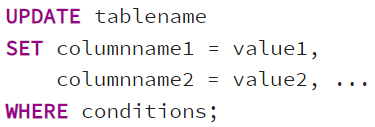 UPDATE tablename
SET columnname1 = value1,
    columnname2 = value2, ...
WHERE conditions;